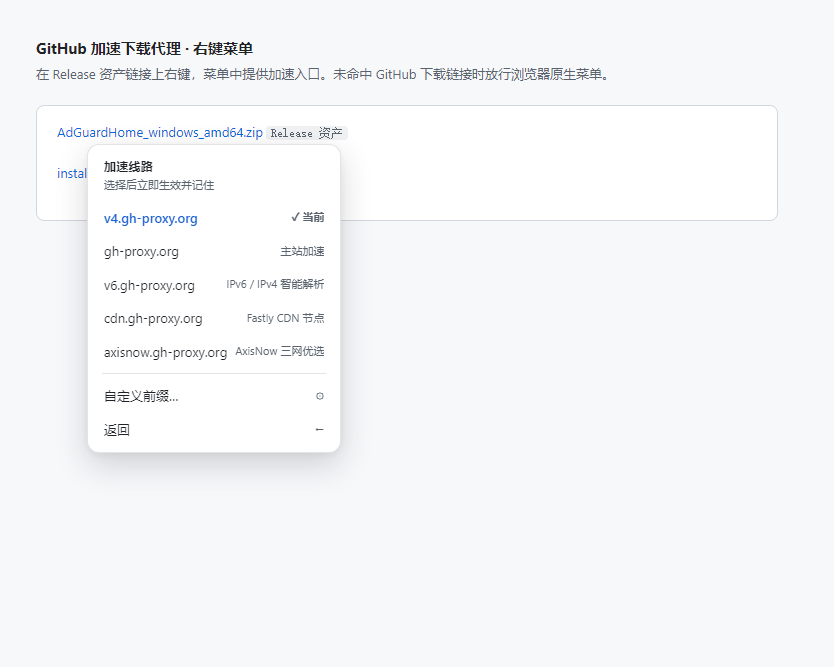 GitHub 加速下载代理 · 右键菜单
在 Release 资产链接上右键，菜单中提供加速入口。未命中 GitHub 下载链接时放行浏览器原生菜单。
AdGuardHome_windows_amd64.zip Release 资产
instal
加速线路
选择后立即生效并记住
v4.gh-proxy.org ✓ 当前
gh-proxy.org 主站加速
v6.gh-proxy.org IPv6 / IPv4 智能解析
cdn.gh-proxy.org Fastly CDN 节点
axisnow.gh-proxy.org AxisNow 三网优选
自定义前缀... ⚙
返回 ←